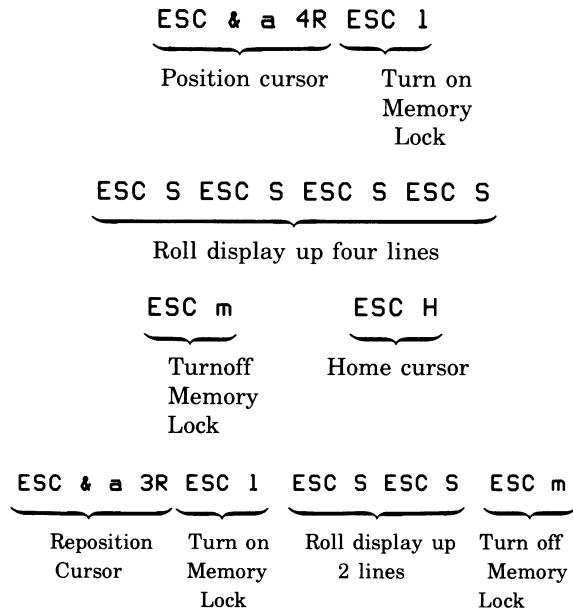 ESC & a 4R ESC l
Position cursor Turn on
Memory
Lock
ESC S ESC S ESC S ESC S
Roll display up four lines
ESC m ESC H
Turnoff Home cursor
Memory
Lock
ESC & a 3R ESC l ESC S ESC S ESC m
Reposition Turn on Roll display up Turn off
Cursor Memory 2 lines Memory
Lock Lock